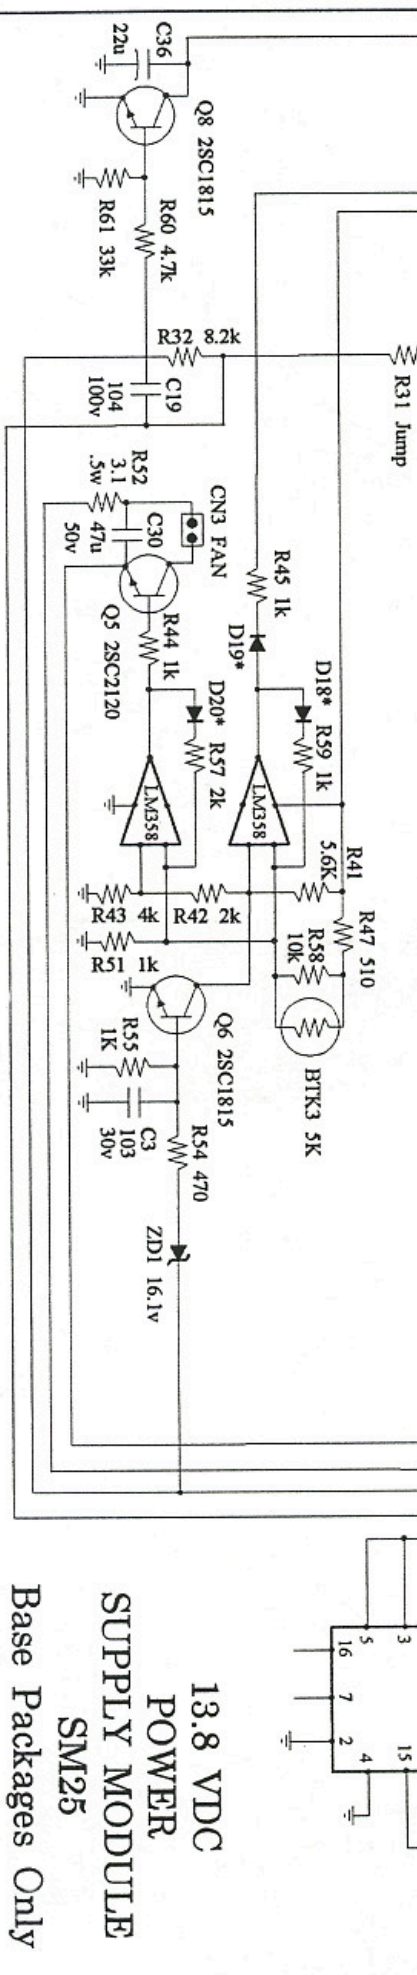 C36
22u
Q8 2SC1815
R60 4.7k
R61 33k
R32 8.2k
R31 Jump
C19
104
100v
R52
3.1
.5w
C30
47u
50v
CN3 FAN
Q5 2SC2120
R44 1k
R45 1k
D19*
D20*
R57 2k
D18*
R59 1k
LM358
LM358
R41
5.6K
R43 4k
R42 2k
R47 510
R58
10k
R51 1k
BTK3 5K
Q6 2SC1815
R55
1K
C3
103
30v
R54 470
ZD1 16.1v
5
3
16
7
2
15
4
13.8 VDC
POWER
SUPPLY MODULE
SM25
Base Packages Only